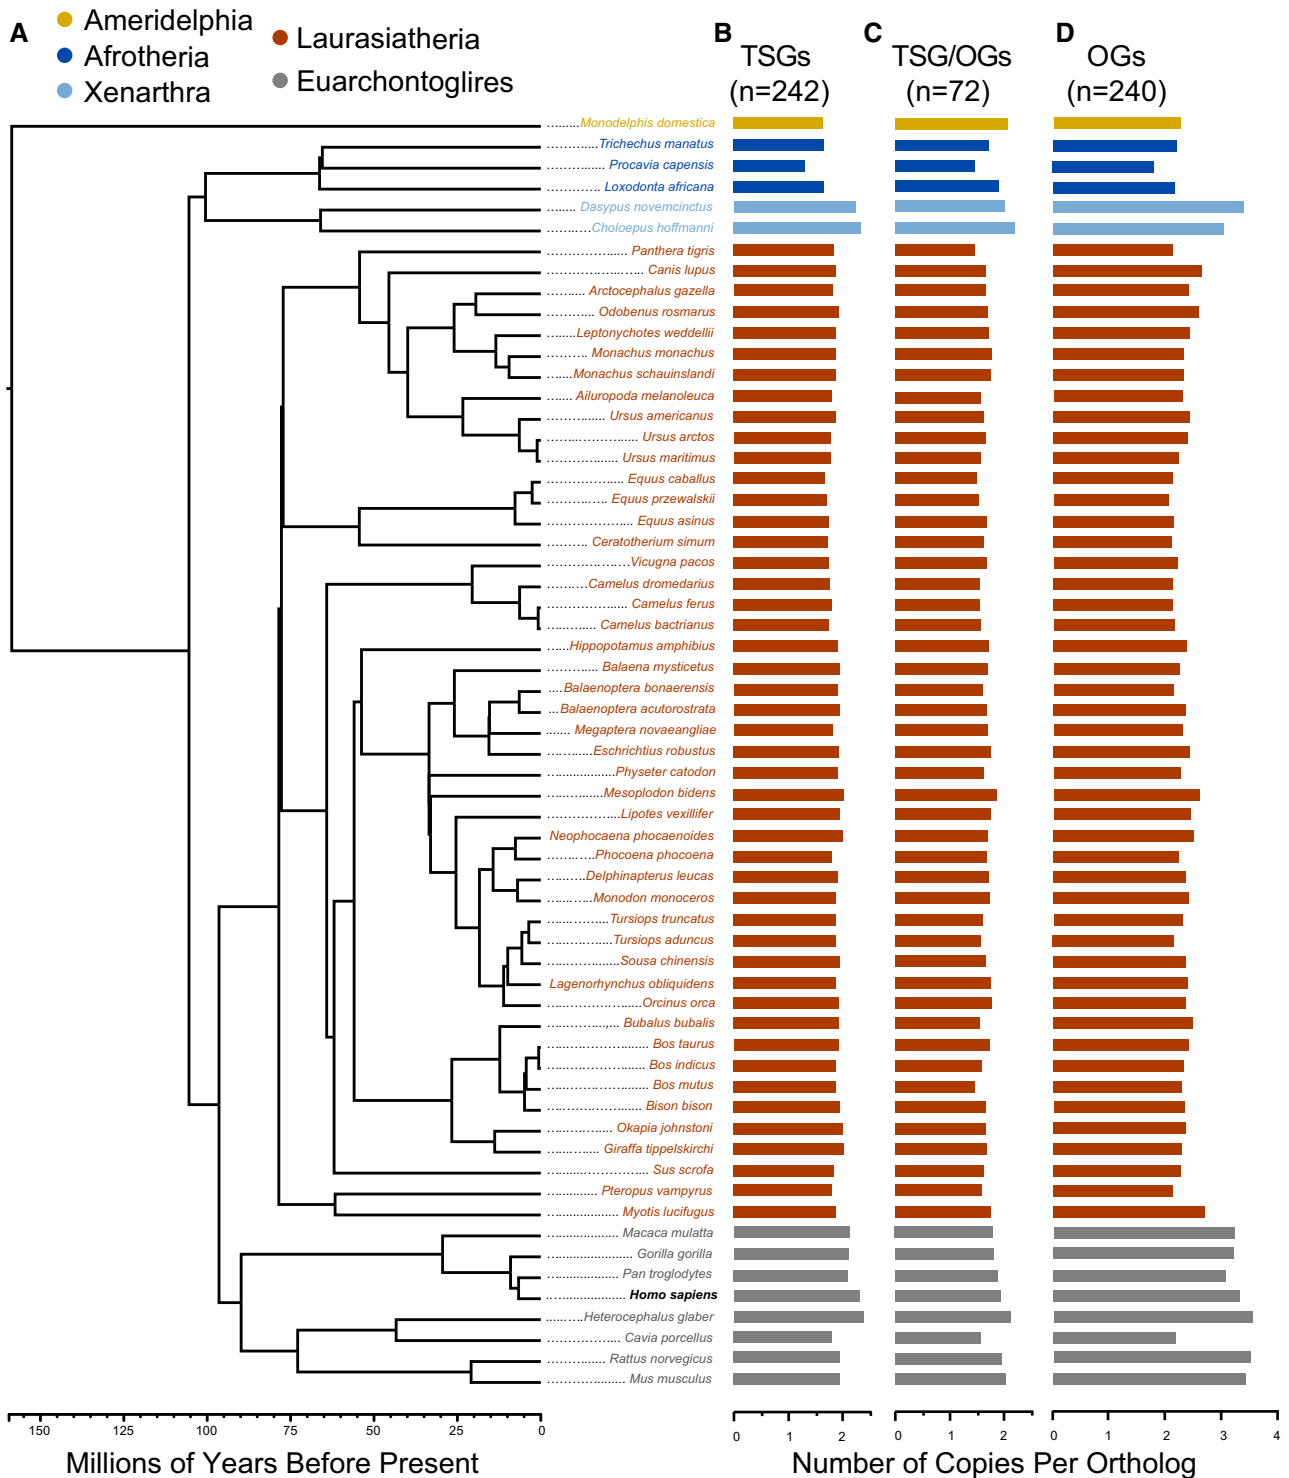 A
Ameridelphia
Afrotheria
Xenarthra
Laurasiatheria
Euarchontoglires
B
TSGs
(n=242)
C
TSG/OGs
(n=72)
D
OGs
(n=240)
Monodelphis domestica
Trichechus manatus
Procavia capensis
Loxodonta africana
Dasypus novemcinctus
Choloepus hoffmanni
Panthera tigris
Canis lupus
Arctocephalus gazella
Odobenus rosmarus
Leptonychotes weddellii
Monachus monachus
Monachus schauinslandi
Ailuropoda melanoleuca
Ursus americanus
Ursus arctos
Ursus maritimus
Equus caballus
Equus przewalskii
Equus asinus
Ceratotherium simum
Vicugna pacos
Camelus dromedarius
Camelus ferus
Camelus bactrianus
Hippopotamus amphibius
Balaena mysticetus
Balaenoptera bonaerensis
Balaenoptera acutorostrata
Megaptera novaeangliae
Eschrichtius robustus
Physeter catodon
Mesoplodon bidens
Lipotes vexillifer
Neophocaena phocaenoides
Phocoena phocoena
Delphinapterus leucas
Monodon monoceros
Tursiops truncatus
Tursiops aduncus
Sousa chinensis
Lagenorhynchus obliquidens
Orcinus orca
Bubalus bubalis
Bos taurus
Bos indicus
Bos mutus
Bison bison
Okapia johnstoni
Giraffa tippelskirchi
Sus scrofa
Pteropus vampyrus
Myotis lucifugus
Macaca mulatta
Gorilla gorilla
Pan troglodytes
Homo sapiens
Heterocephalus glaber
Cavia porcellus
Rattus norvegicus
Mus musculus
150 125 100 75 50 25 0
0 1 2
0 1 2
0 1 2 3 4
Millions of Years Before Present
Number of Copies Per Ortholog